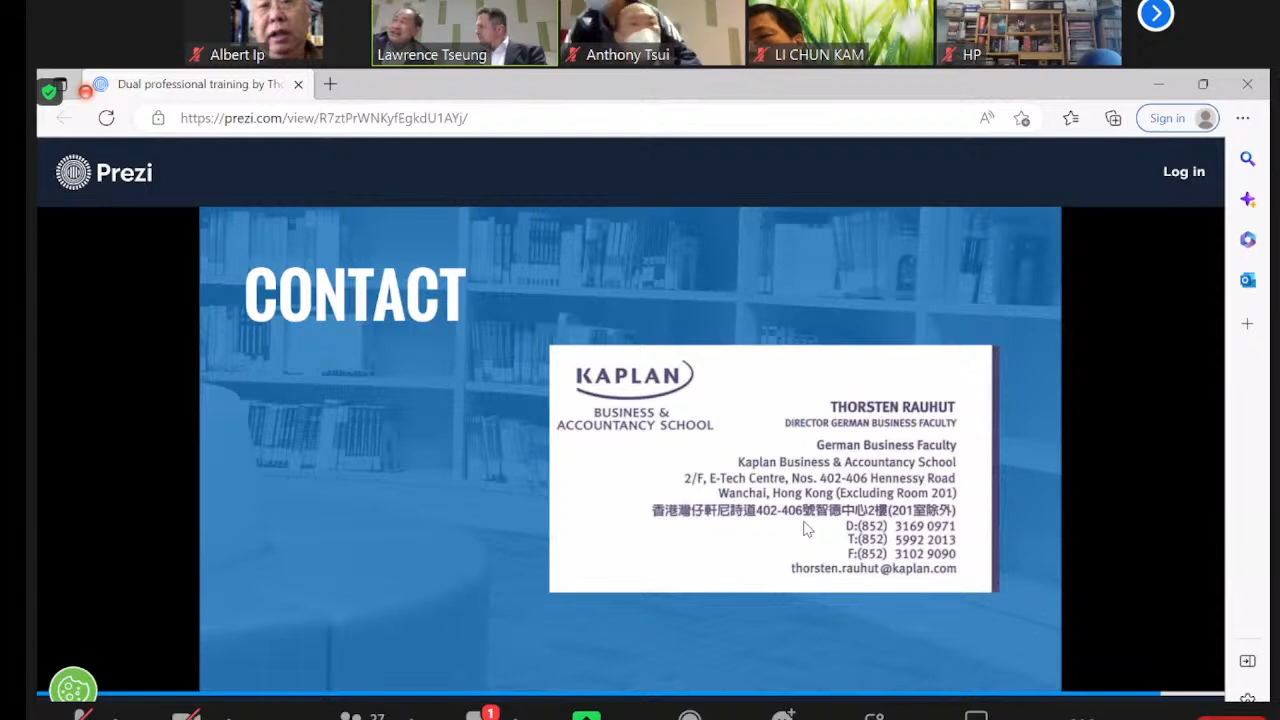 Albert Ip
Lawrence Tseung
Anthony Tsui
LI CHUN KAM
HP
Dual professional training by Th
https://prezi.com/view/R7ztPrWNKyfEgkdU1AYj/
Sign in
Prezi
Log in
CONTACT
KAPLAN
BUSINESS &
ACCOUNTANCY SCHOOL
THORSTEN RAUHUT
DIRECTOR GERMAN BUSINESS FACULTY
German Business Faculty
Kaplan Business & Accountancy School
2/F, E-Tech Centre, Nos. 402-406 Hennessy Road
Wanchai, Hong Kong (Excluding Room 201)
香港灣仔軒尼詩道402-406號智德中心2樓(201室除外)
D:(852) 3169 0971
T:(852) 5992 2013
F:(852) 3102 9090
thorsten.rauhut@kaplan.com
27
1